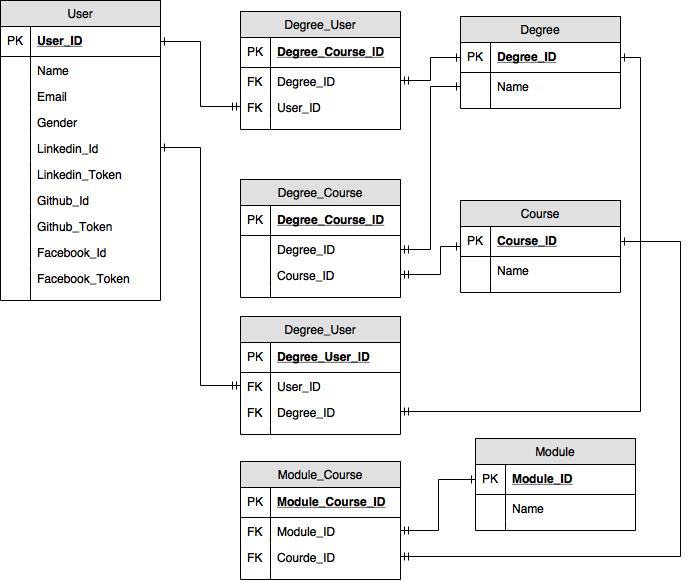 User
PK User_ID
Name
Email
Gender
Linkedin_Id
Linkedin_Token
Github_Id
Github_Token
Facebook_Id
Facebook_Token
Degree_User
PK Degree_Course_ID
FK Degree_ID
FK User_ID
Degree
PK Degree_ID
Name
Degree_Course
PK Degree_Course_ID
Degree_ID
Course_ID
Course
PK Course_ID
Name
Degree_User
PK Degree_User_ID
FK User_ID
FK Degree_ID
Module_Course
PK Module_Course_ID
FK Module_ID
FK Courde_ID
Module
PK Module_ID
Name